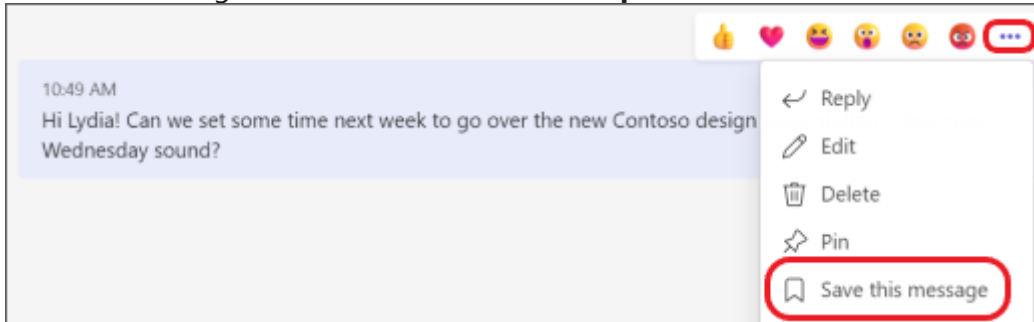 10:49 AM
Hi Lydia! Can we set some time next week to go over the new Contoso design
Wednesday sound?
Reply
Edit
Delete
Pin
Save this message